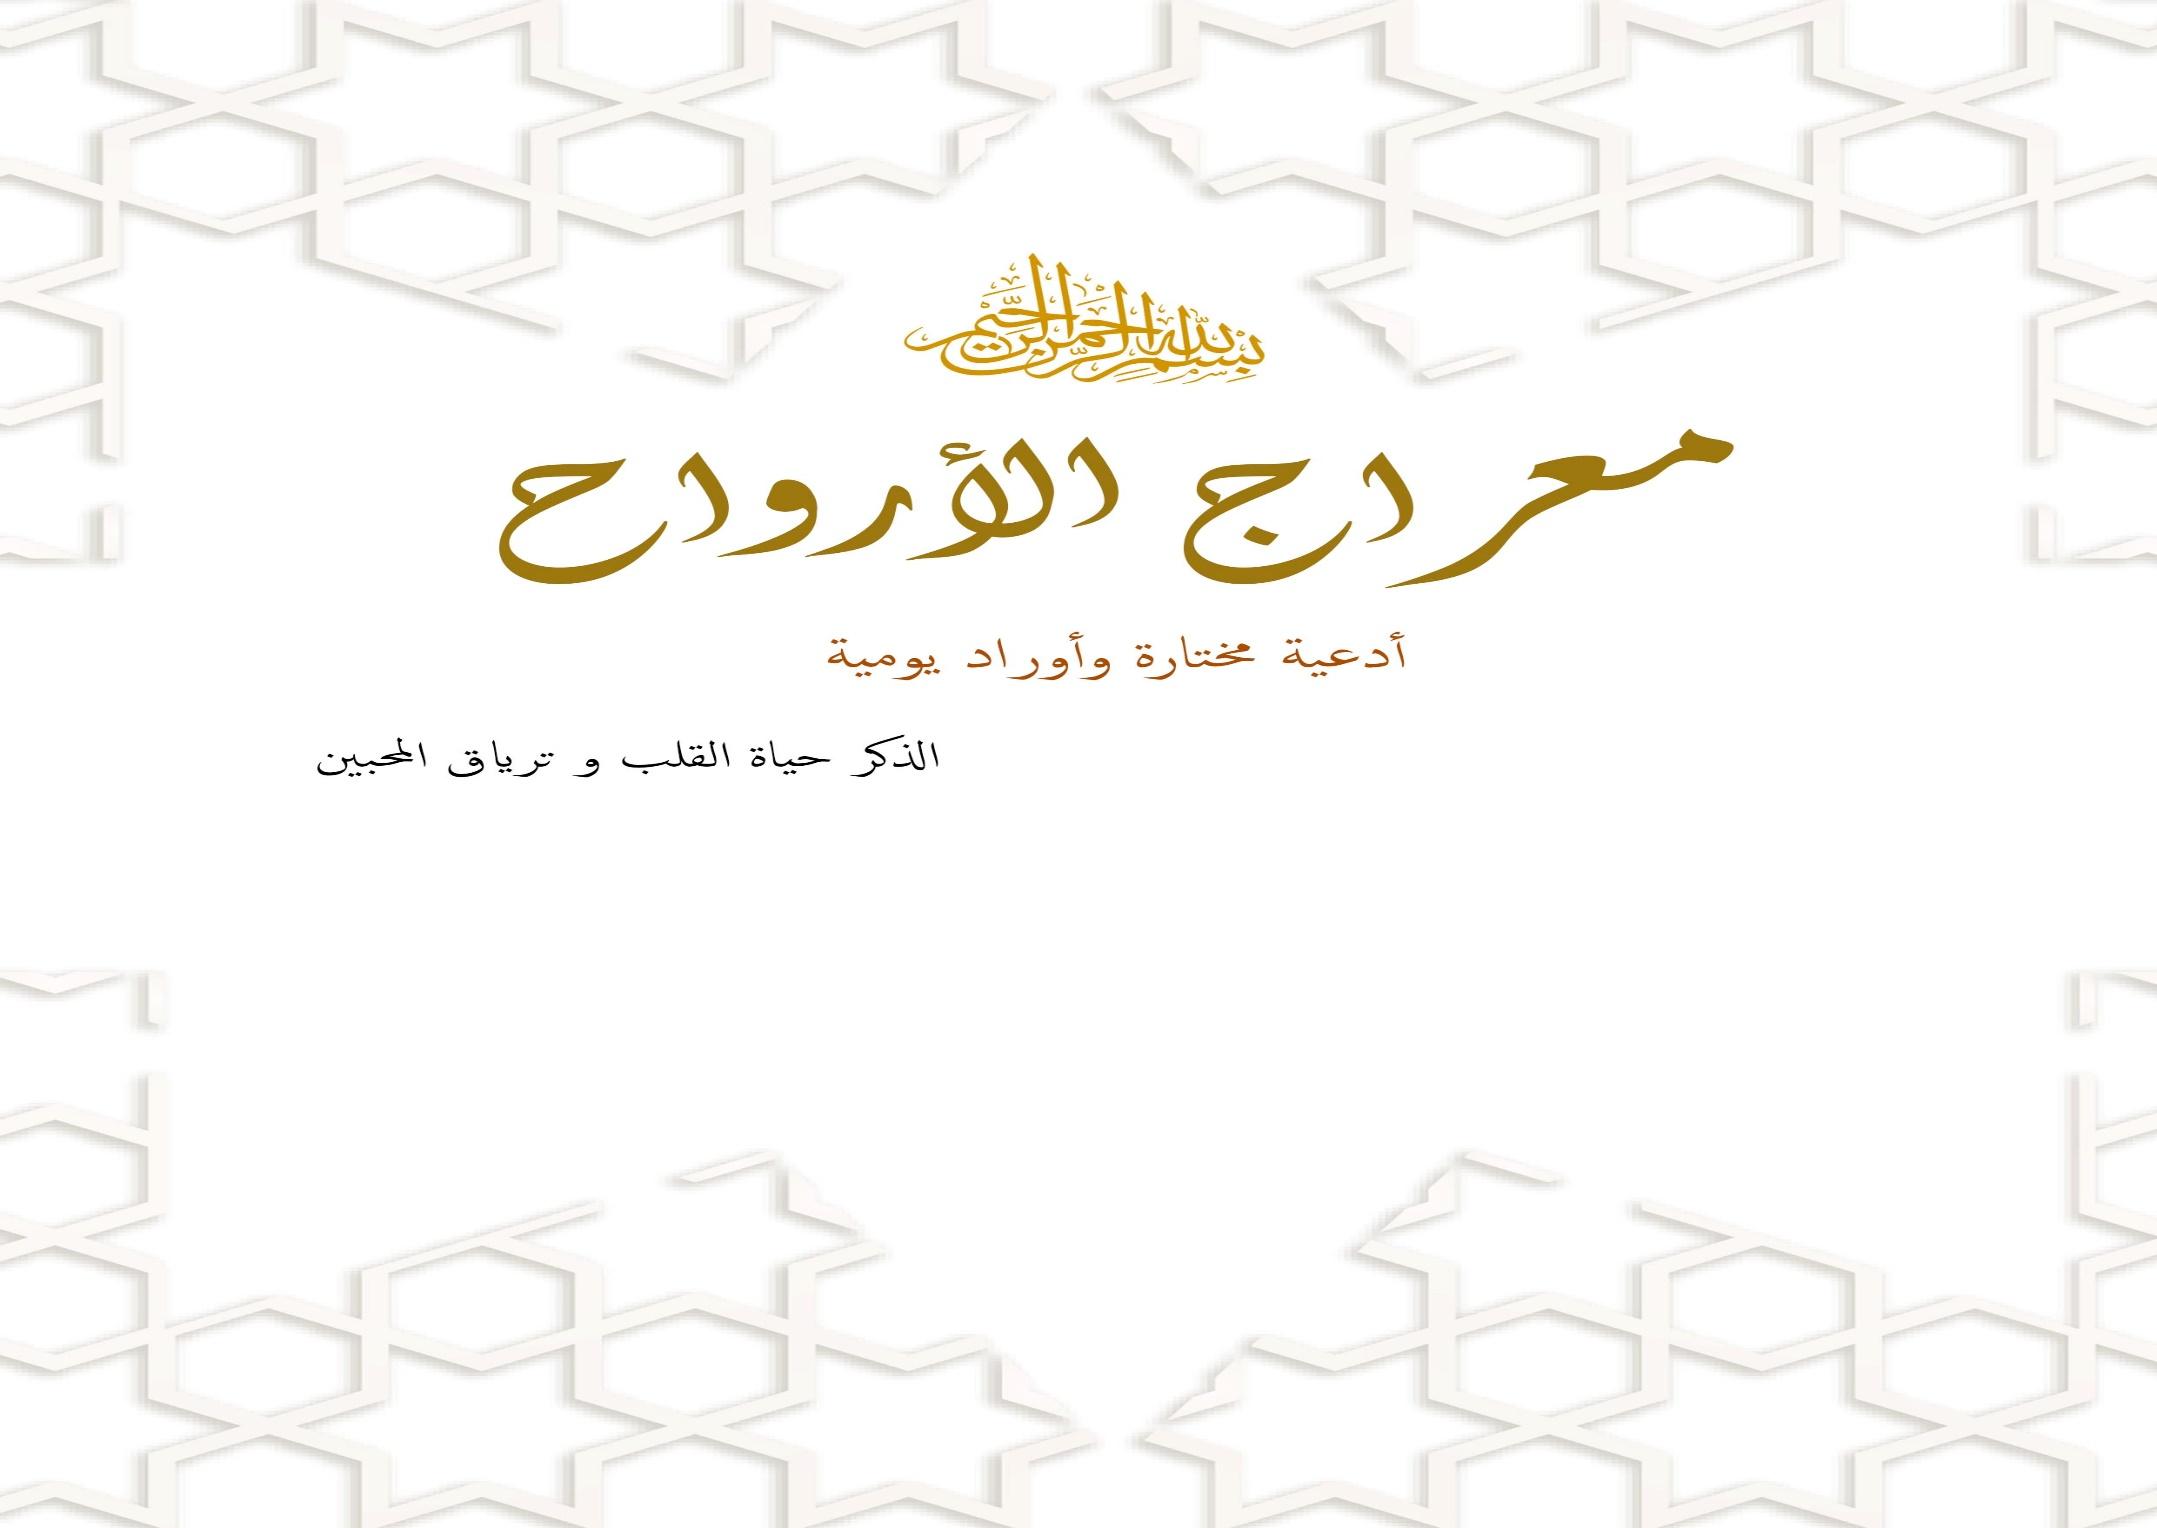 بسم الله الرحمن الرحيم
معراج الأرواح
أدعية مختارة وأوراد يومية
الذكر حياة القلب و ترياق المحبين